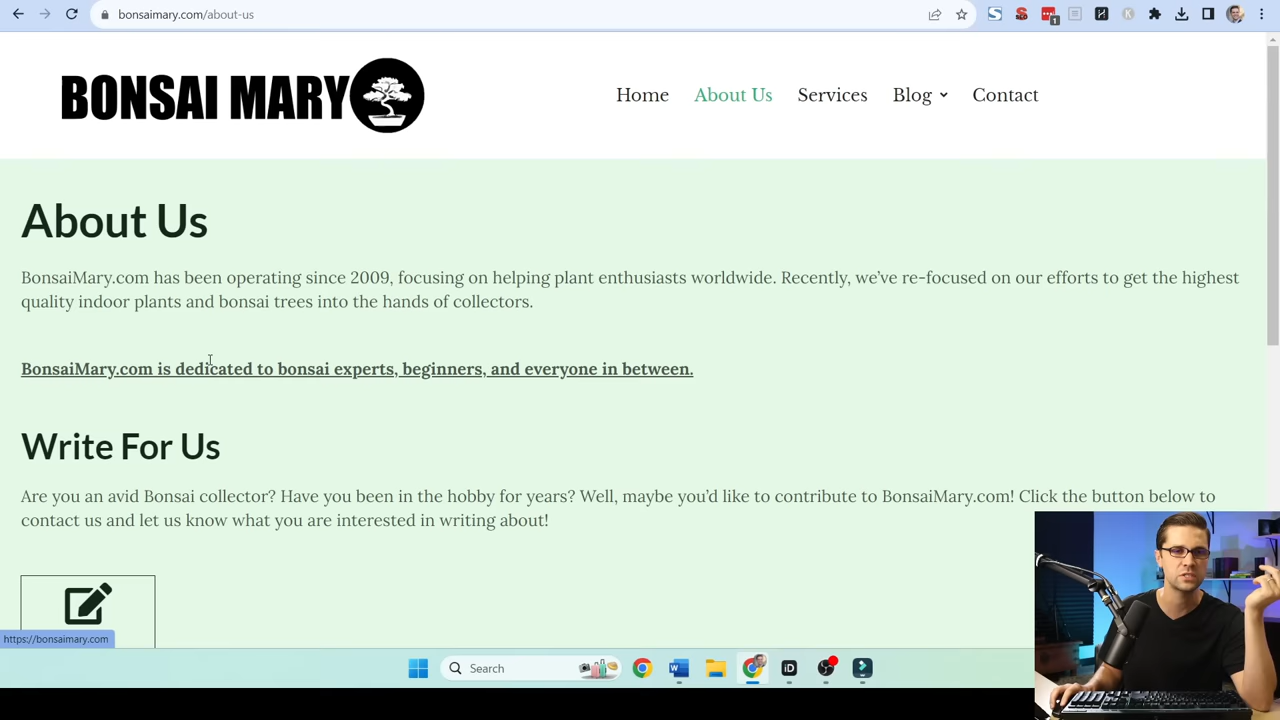 bonsaimary.com/about-us
1
BONSAI MARY
Home About Us Services Blog Contact
About Us
BonsaiMary.com has been operating since 2009, focusing on helping plant enthusiasts worldwide. Recently, we’ve re-focused on our efforts to get the highest
quality indoor plants and bonsai trees into the hands of collectors.
BonsaiMary.com is dedicated to bonsai experts, beginners, and everyone in between.
Write For Us
Are you an avid Bonsai collector? Have you been in the hobby for years? Well, maybe you’d like to contribute to BonsaiMary.com! Click the button below to
contact us and let us know what you are interested in writing about!
https://bonsaimary.com
Search